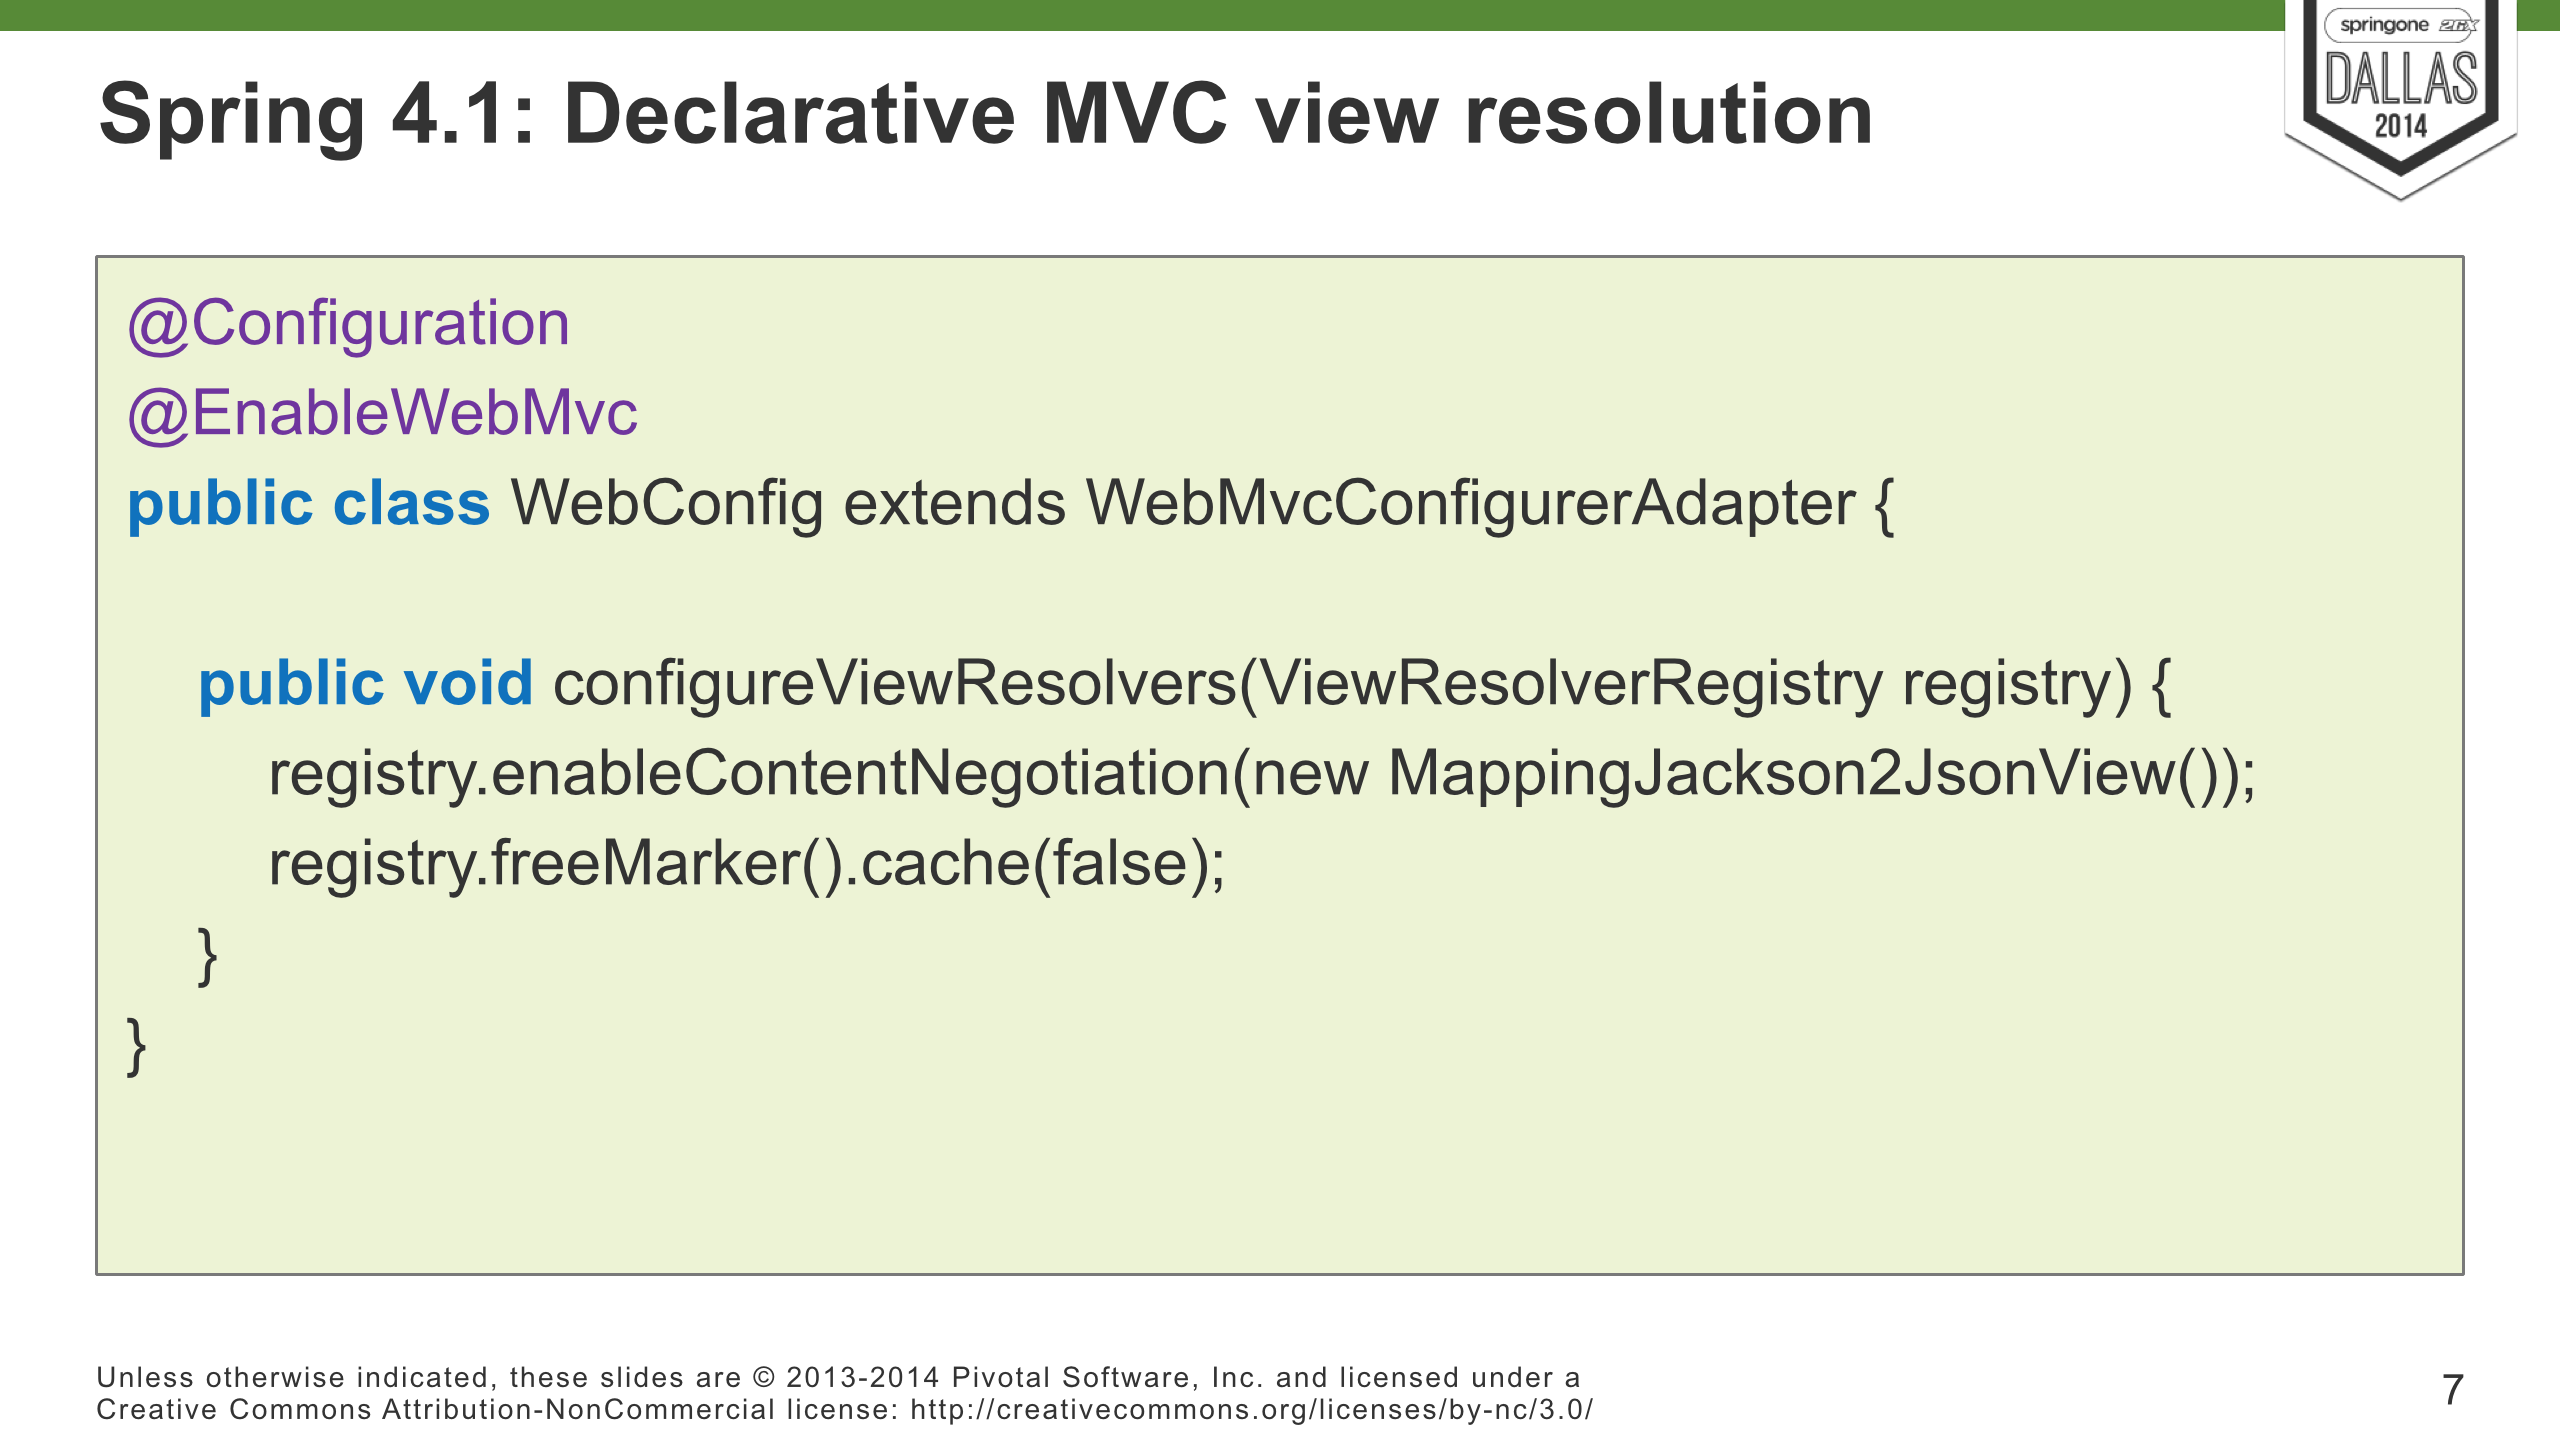 springone 2GX
DALLAS
2014
Spring 4.1: Declarative MVC view resolution
@Configuration
@EnableWebMvc
public class WebConfig extends WebMvcConfigurerAdapter {
public void configureViewResolvers(ViewResolverRegistry registry) {
registry.enableContentNegotiation(new MappingJackson2JsonView());
registry.freeMarker().cache(false);
}
}
Unless otherwise indicated, these slides are © 2013-2014 Pivotal Software, Inc. and licensed under a
Creative Commons Attribution-NonCommercial license: http://creativecommons.org/licenses/by-nc/3.0/
7